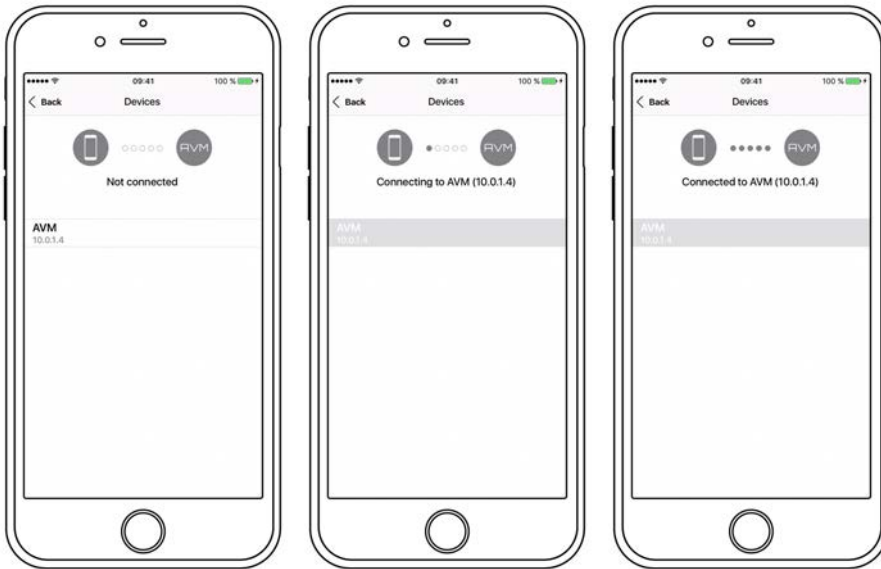 09:41
100 %
Back
Devices
AVM
Not connected
AVM
10.0.1.4
09:41
100 %
Back
Devices
AVM
Connecting to AVM (10.0.1.4)
AVM
10.0.1.4
09:41
100 %
Back
Devices
AVM
Connected to AVM (10.0.1.4)
AVM
10.0.1.4